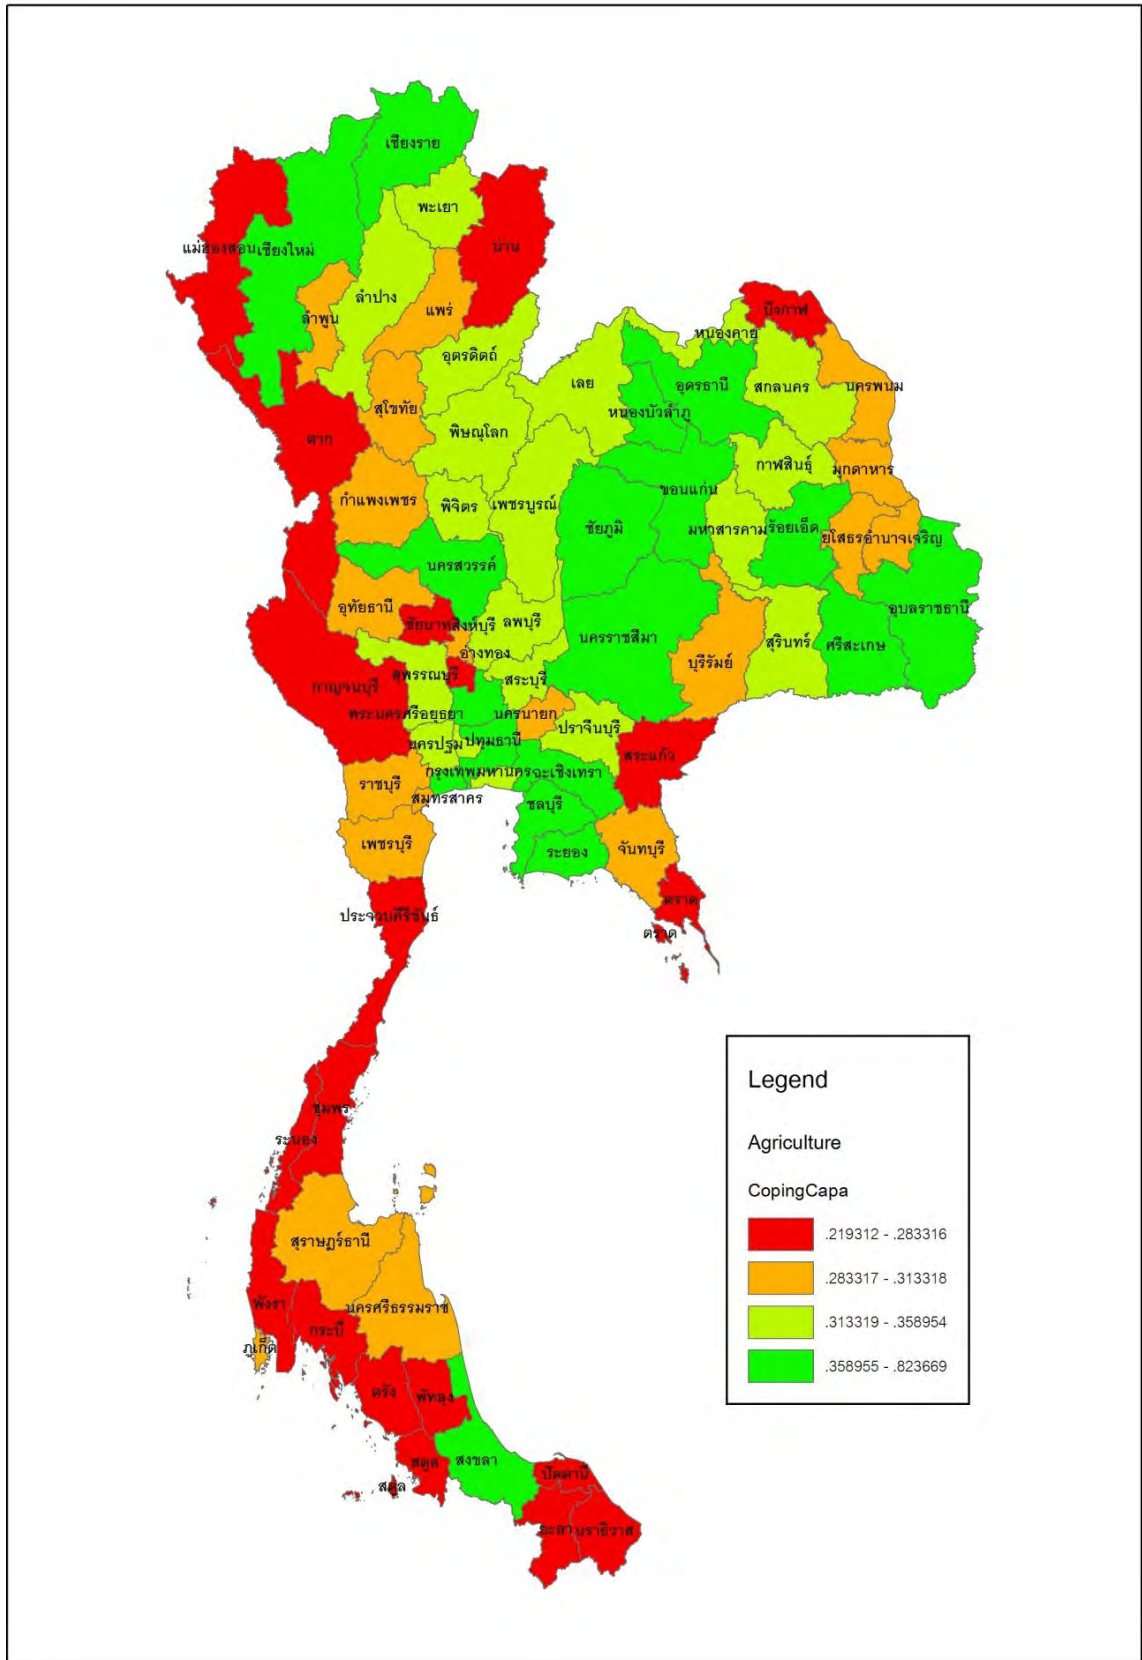 เชียงราย
พะเยา
น่าน
แม่ฮ่องสอน
เชียงใหม่
ลำปาง
ลำพูน
แพร่
บึงกาฬ
หนองคาย
อุตรดิตถ์
เลย
อุดรธานี
สกลนคร
นครพนม
สุโขทัย
หนองบัวลำภู
พิษณุโลก
ตาก
กาฬสินธุ์
มุกดาหาร
กำแพงเพชร
พิจิตร
เพชรบูรณ์
ขอนแก่น
ชัยภูมิ
มหาสารคาม
ร้อยเอ็ด
ยโสธร
อำนาจเจริญ
นครสวรรค์
อุทัยธานี
ชัยนาท
สิงห์บุรี
ลพบุรี
นครราชสีมา
อุบลราชธานี
สุรินทร์
ศรีสะเกษ
บุรีรัมย์
อ่างทอง
สุพรรณบุรี
สระบุรี
กาญจนบุรี
พระนครศรีอยุธยา
นครนายก
ปราจีนบุรี
นครปฐม
ปทุมธานี
สระแก้ว
ราชบุรี
กรุงเทพมหานคร
ฉะเชิงเทรา
สมุทรสาคร
ชลบุรี
เพชรบุรี
ระยอง
จันทบุรี
ตราด
ประจวบคีรีขันธ์
ตราด
ชุมพร
ระนอง
สุราษฎร์ธานี
พังงา
นครศรีธรรมราช
กระบี่
ภูเก็ต
ตรัง
พัทลุง
สงขลา
สตูล
ปัตตานี
สตูล
ยะลา
นราธิวาส
Legend
Agriculture
CopingCapa
.219312 - .283316
.283317 - .313318
.313319 - .358954
.358955 - .823669